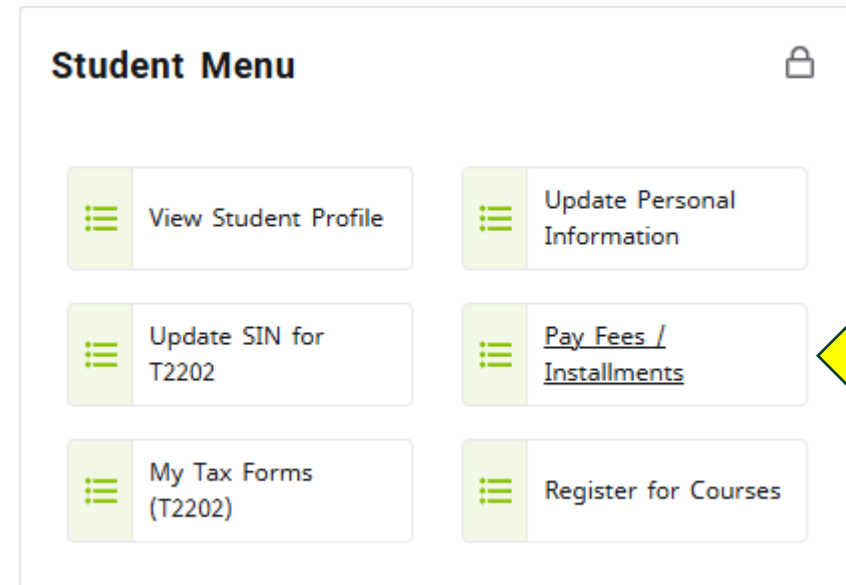 Student Menu
View Student Profile
Update Personal
Information
Update SIN for
T2202
Pay Fees /
Installments
My Tax Forms
(T2202)
Register for Courses